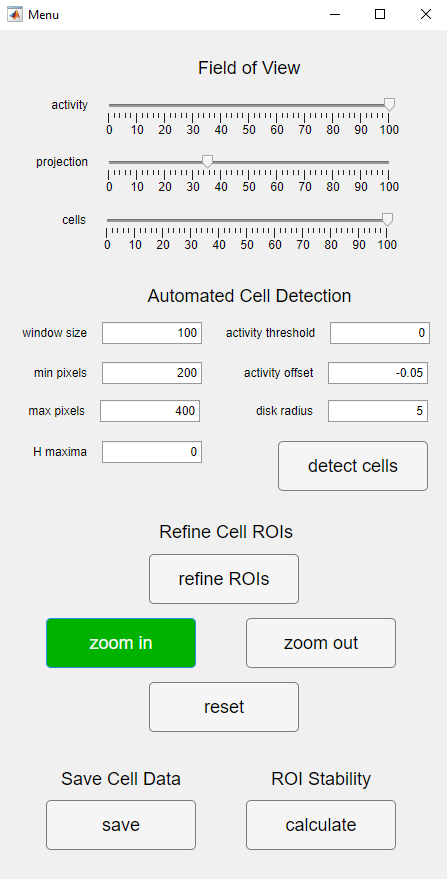 Menu
Field of View
activity
0 10 20 30 40 50 60 70 80 90 100
projection
0 10 20 30 40 50 60 70 80 90 100
cells
0 10 20 30 40 50 60 70 80 90 100
Automated Cell Detection
window size 100 activity threshold 0
min pixels 200 activity offset -0.05
max pixels 400 disk radius 5
H maxima 0
detect cells
Refine Cell ROIs
refine ROIs
zoom in zoom out
reset
Save Cell Data ROI Stability
save calculate